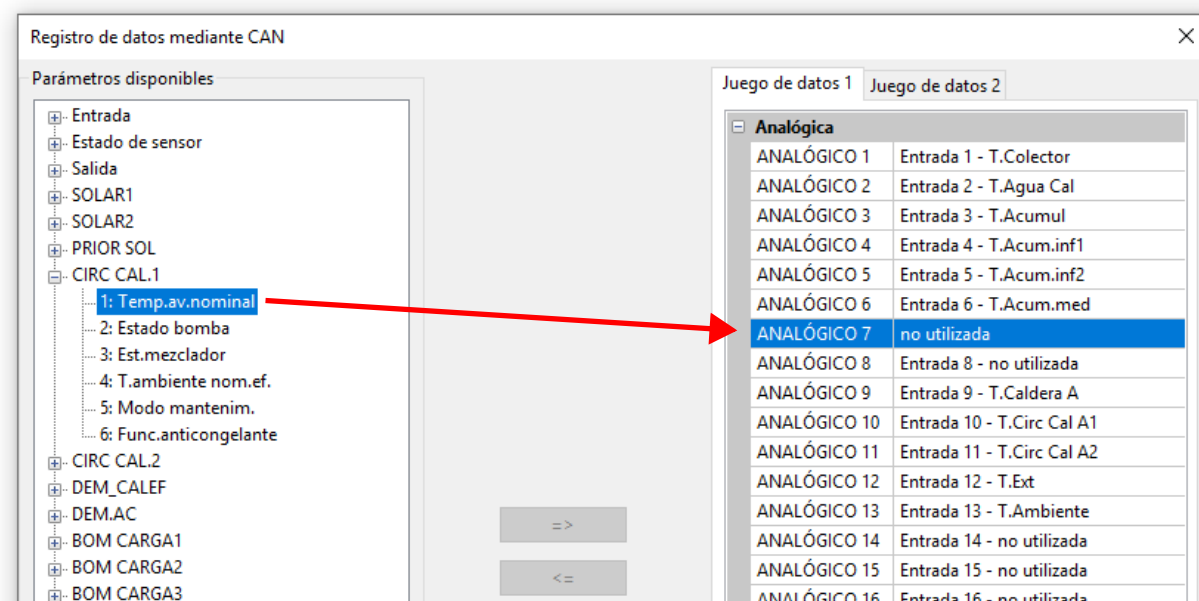 Registro de datos mediante CAN
Parámetros disponibles
Entrada
Estado de sensor
Salida
SOLAR1
SOLAR2
PRIOR SOL
CIRC CAL.1
1: Temp.av.nominal
2: Estado bomba
3: Est.mezclador
4: T.ambiente nom.ef.
5: Modo mantenim.
6: Func.anticongelante
CIRC CAL.2
DEM_CALEF
DEM.AC
BOM CARGA1
BOM CARGA2
BOM CARGA3
=>
<=
Juego de datos 1 Juego de datos 2
Analógica
ANALÓGICO 1 Entrada 1 - T.Colector
ANALÓGICO 2 Entrada 2 - T.Agua Cal
ANALÓGICO 3 Entrada 3 - T.Acumul
ANALÓGICO 4 Entrada 4 - T.Acum.inf1
ANALÓGICO 5 Entrada 5 - T.Acum.inf2
ANALÓGICO 6 Entrada 6 - T.Acum.med
ANALÓGICO 7 no utilizada
ANALÓGICO 8 Entrada 8 - no utilizada
ANALÓGICO 9 Entrada 9 - T.Caldera A
ANALÓGICO 10 Entrada 10 - T.Circ Cal A1
ANALÓGICO 11 Entrada 11 - T.Circ Cal A2
ANALÓGICO 12 Entrada 12 - T.Ext
ANALÓGICO 13 Entrada 13 - T.Ambiente
ANALÓGICO 14 Entrada 14 - no utilizada
ANALÓGICO 15 Entrada 15 - no utilizada
ANALÓGICO 16 Entrada 16 - no utilizada